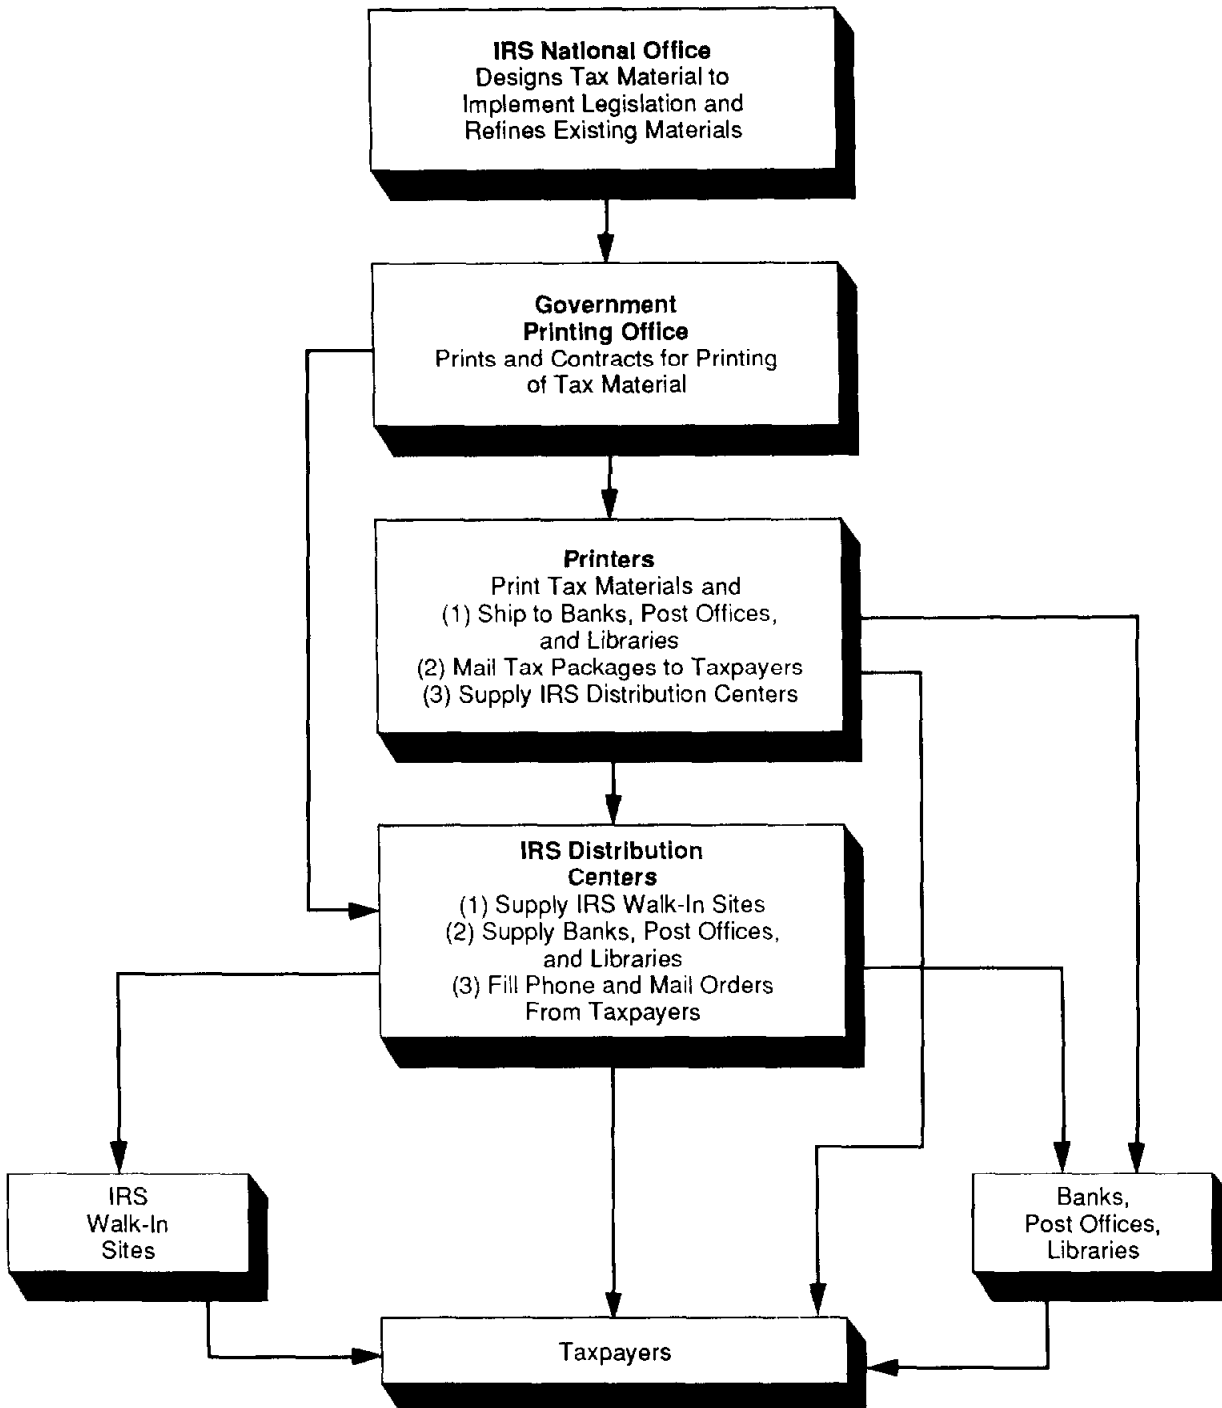 IRS National Office
Designs Tax Material to
Implement Legislation and
Refines Existing Materials
Government
Printing Office
Prints and Contracts for Printing
of Tax Material
Printers
Print Tax Materials and
(1) Ship to Banks, Post Offices,
and Libraries
(2) Mail Tax Packages to Taxpayers
(3) Supply IRS Distribution Centers
IRS Distribution
Centers
(1) Supply IRS Walk-In Sites
(2) Supply Banks, Post Offices,
and Libraries
(3) Fill Phone and Mail Orders
From Taxpayers
IRS
Walk-In
Sites
Banks,
Post Offices,
Libraries
Taxpayers